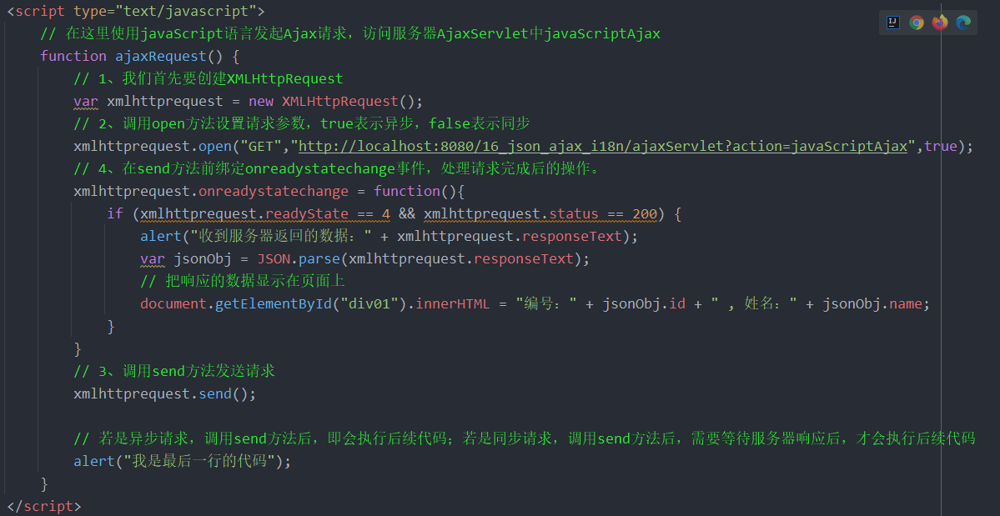 <script type="text/javascript">
// 在这里使用javaScript语言发起Ajax请求，访问服务器AjaxServlet中javaScriptAjax
function ajaxRequest() {
// 1、我们首先要创建XMLHttpRequest
var xmlhttprequest = new XMLHttpRequest();
// 2、调用open方法设置请求参数，true表示异步，false表示同步
xmlhttprequest.open("GET","http://localhost:8080/16_json_ajax_i18n/ajaxServlet?action=javaScriptAjax",true);
// 4、在send方法前绑定onreadystatechange事件，处理请求完成后的操作。
xmlhttprequest.onreadystatechange = function(){
if (xmlhttprequest.readyState == 4 && xmlhttprequest.status == 200) {
alert("收到服务器返回的数据：" + xmlhttprequest.responseText);
var jsonObj = JSON.parse(xmlhttprequest.responseText);
// 把响应的数据显示在页面上
document.getElementById("div01").innerHTML = "编号：" + jsonObj.id + " , 姓名：" + jsonObj.name;
}
}
// 3、调用send方法发送请求
xmlhttprequest.send();
// 若是异步请求，调用send方法后，即会执行后续代码；若是同步请求，调用send方法后，需要等待服务器响应后，才会执行后续代码
alert("我是最后一行的代码");
}
</script>